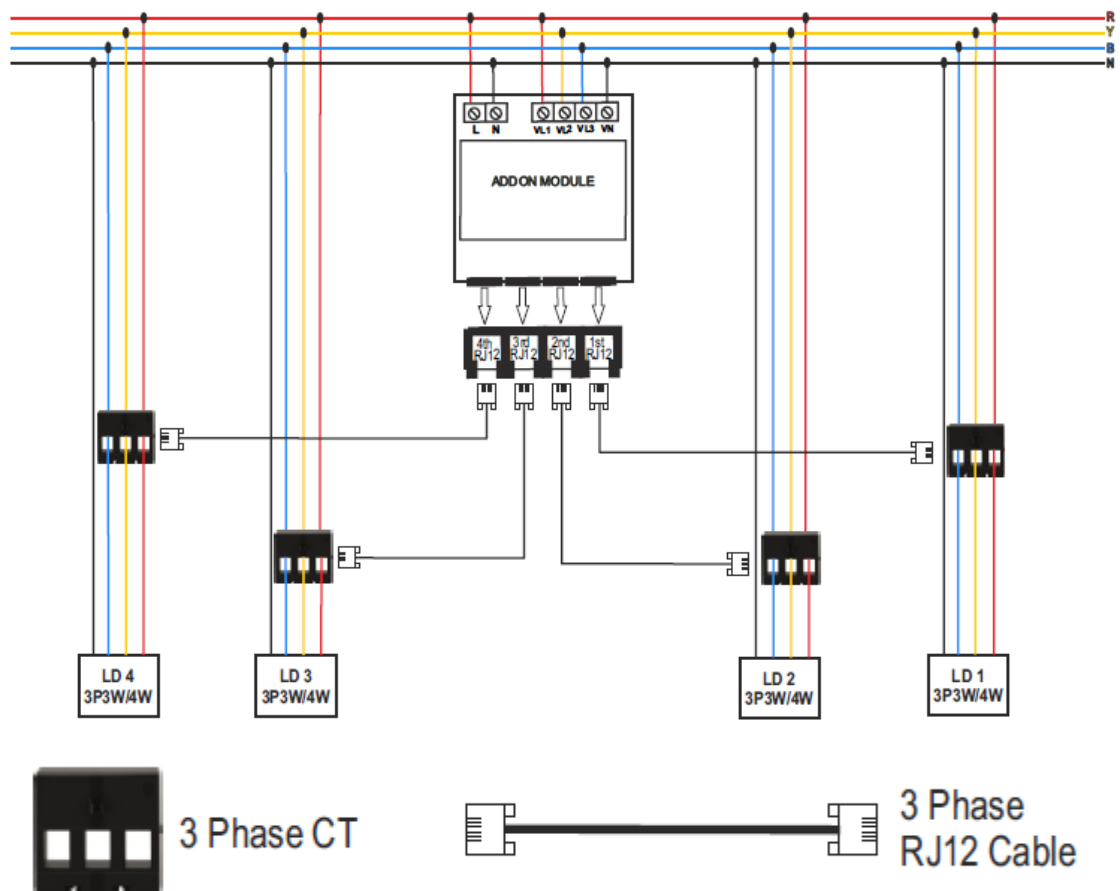 R
Y
B
N
L N VL1 VL2 VL3 VN
ADDON MODULE
4th RJ12
3rd RJ12
2nd RJ12
1st RJ12
LD 4
3P3W/4W
LD 3
3P3W/4W
LD 2
3P3W/4W
LD 1
3P3W/4W
3 Phase CT
3 Phase
RJ12 Cable